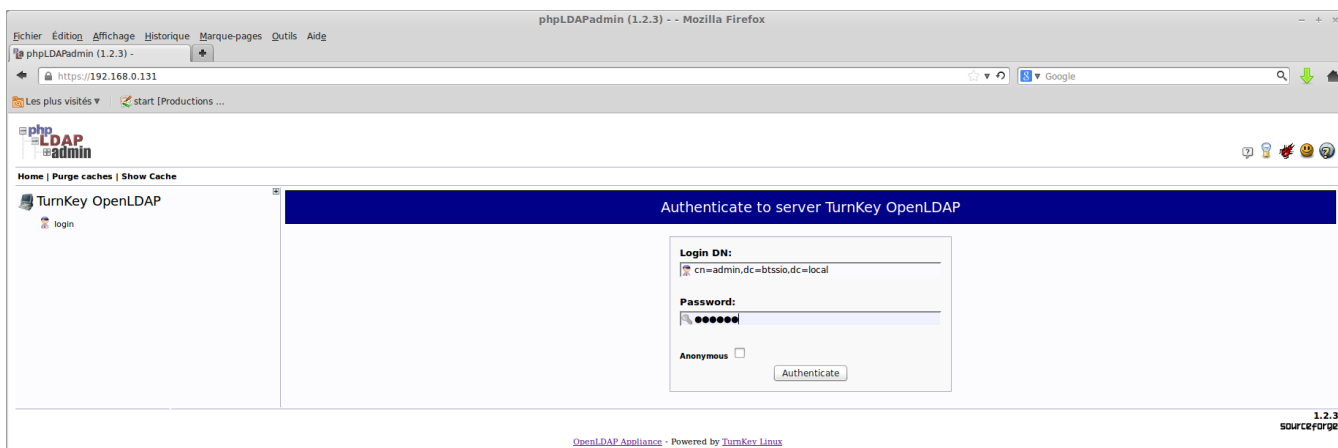 phpLDAPadmin (1.2.3) - - Mozilla Firefox
Fichier Édition Affichage Historique Marque-pages Outils Aide
phpLDAPadmin (1.2.3) -
https://192.168.0.131
Google
Les plus visités start [Productions ...
php
LDAP
admin
Home | Purge caches | Show Cache
TurnKey OpenLDAP
login
Authenticate to server TurnKey OpenLDAP
Login DN:
cn=admin,dc=btssio,dc=local
Password:
●●●●●●
Anonymous
Authenticate
1.2.3
sourceforge
OpenLDAP Appliance - Powered by TurnKey Linux